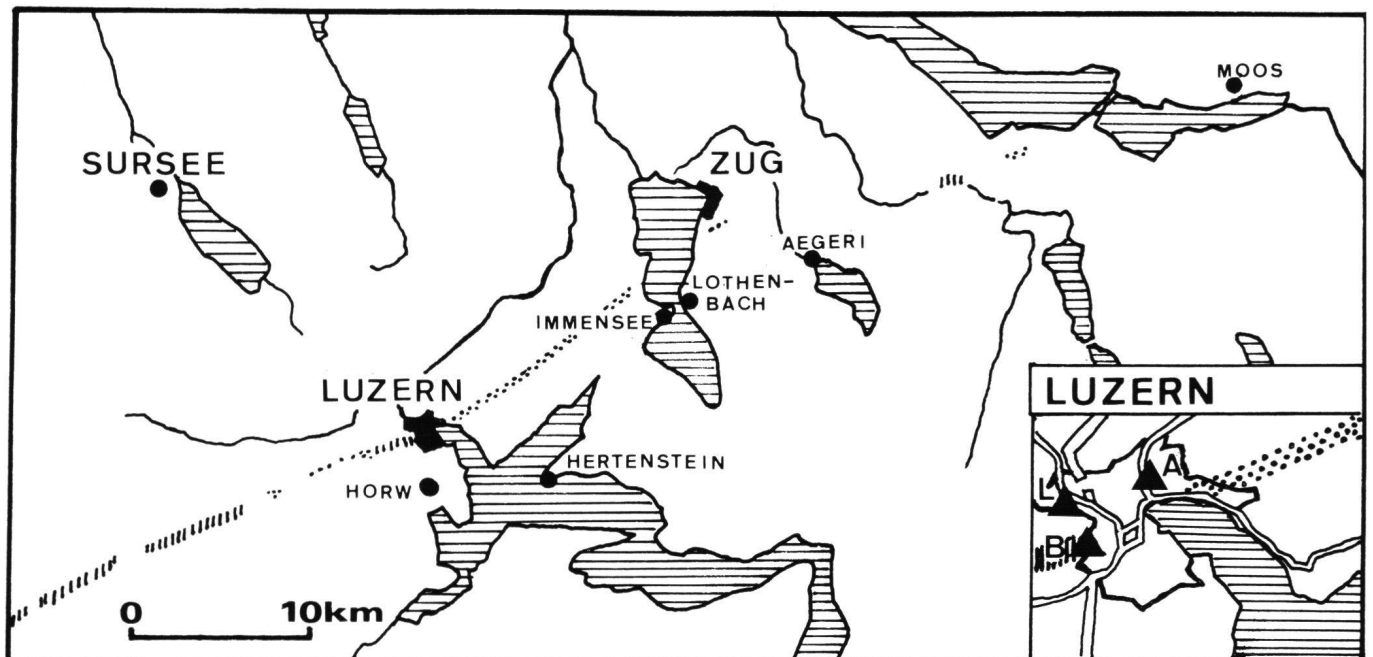 MOOS
SURSEE
ZUG
AEGERI
LOTHEN-
BACH
IMMENSEE
LUZERN
HERTENSTEIN
HORW
0 10km
LUZERN
A
L
B